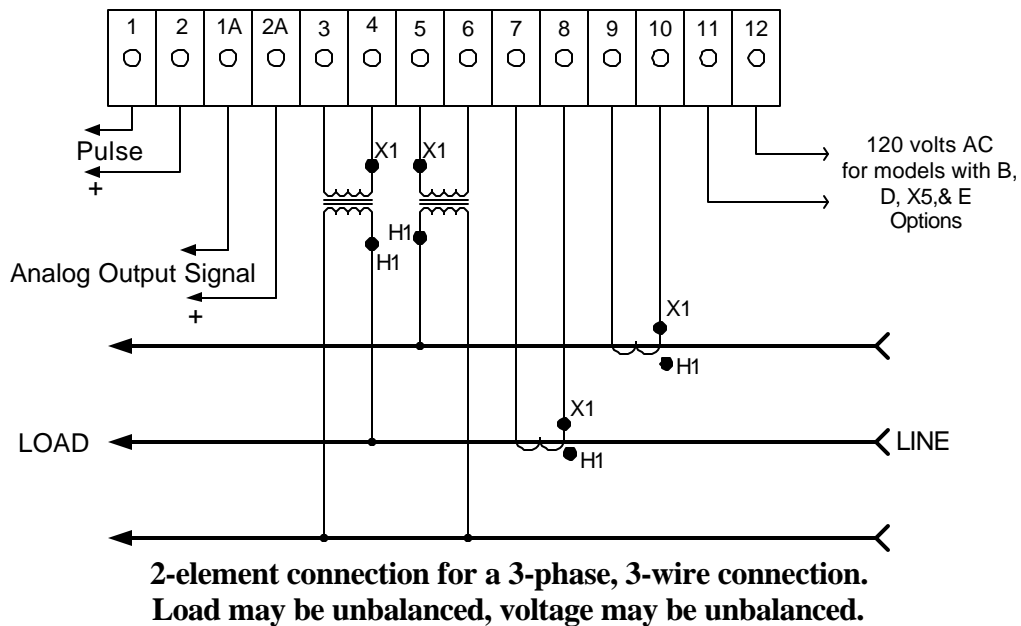 1 2 1A 2A 3 4 5 6 7 8 9 10 11 12
Pulse
+
X1 X1
120 volts AC
for models with B,
D, X5,& E
Options
H1
H1
Analog Output Signal
+
X1
H1
X1
LOAD
LINE
H1
2-element connection for a 3-phase, 3-wire connection.
Load may be unbalanced, voltage may be unbalanced.